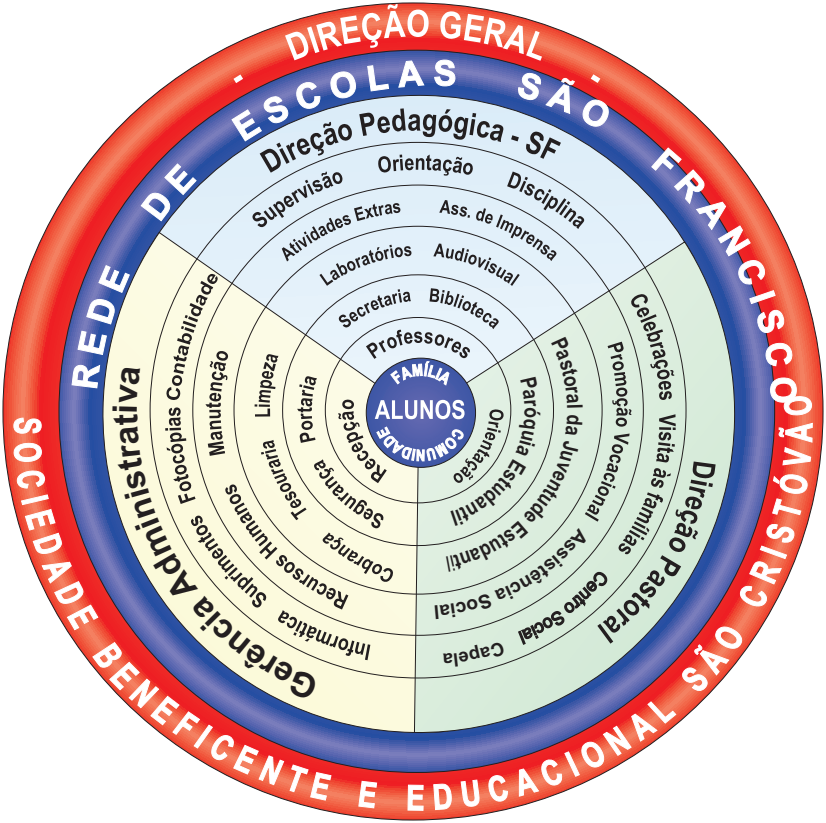 - DIREÇÃO GERAL -
SOCIEDADE BENEFICENTE E EDUCACIONAL SÃO CRISTÓVÃO
REDE DE ESCOLAS SÃO FRANCISCO
Direção Pedagógica - SF
Supervisão Orientação Disciplina
Atividades Extras Ass. de Imprensa
Laboratórios Audiovisual
Secretaria Biblioteca
Professores
Gerência Administrativa
Informática Suprimentos Fotocópias Contabilidade
Recursos Humanos Manutenção
Cobrança Tesouraria Limpeza
Segurança Portaria
Recepção
Direção Pastoral
Celebrações Visita às famílias Centro Social Capela
Promoção Vocacional Assistência Social
Pastoral da Juventude Estudantil
Paróquia Estudantil
Orientação
FAMÍLIA
ALUNOS
COMUNIDADE